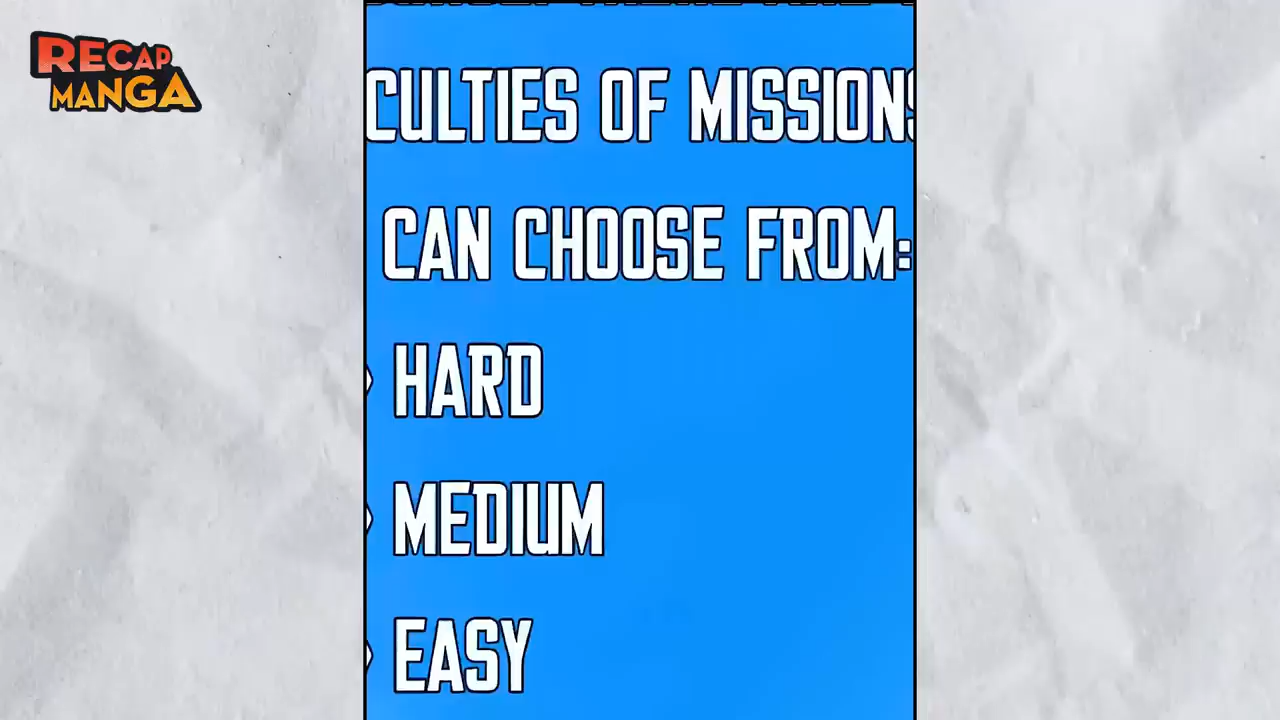 RECAP
MANGA
CULTIES OF MISSIONS
CAN CHOOSE FROM:
HARD
MEDIUM
EASY